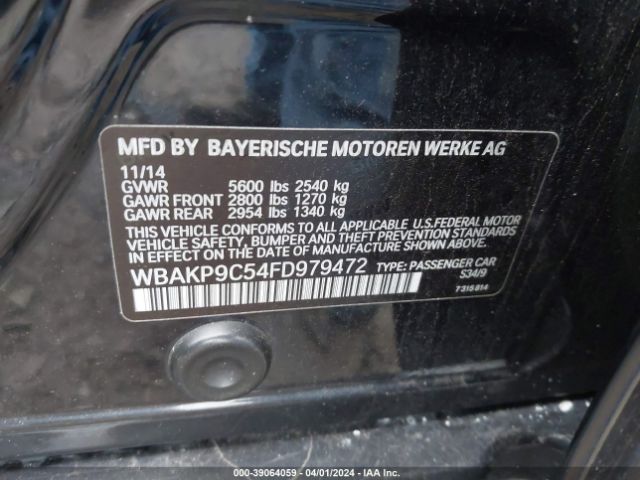 MFD BY BAYERISCHE MOTOREN WERKE AG
11/14
GVWR 5600 lbs 2540 kg
GAWR FRONT 2800 lbs 1270 kg
GAWR REAR 2954 lbs 1340 kg
THIS VEHICLE CONFORMS TO ALL APPLICABLE U.S.FEDERAL MOTOR
VEHICLE SAFETY, BUMPER, AND THEFT PREVENTION STANDARDS
IN EFFECT ON THE DATE OF MANUFACTURE SHOWN ABOVE.
WBAKP9C54FD979472 TYPE: PASSENGER CAR
S34/9
7315814
000-39064059 - 04/01/2024 - IAA Inc.